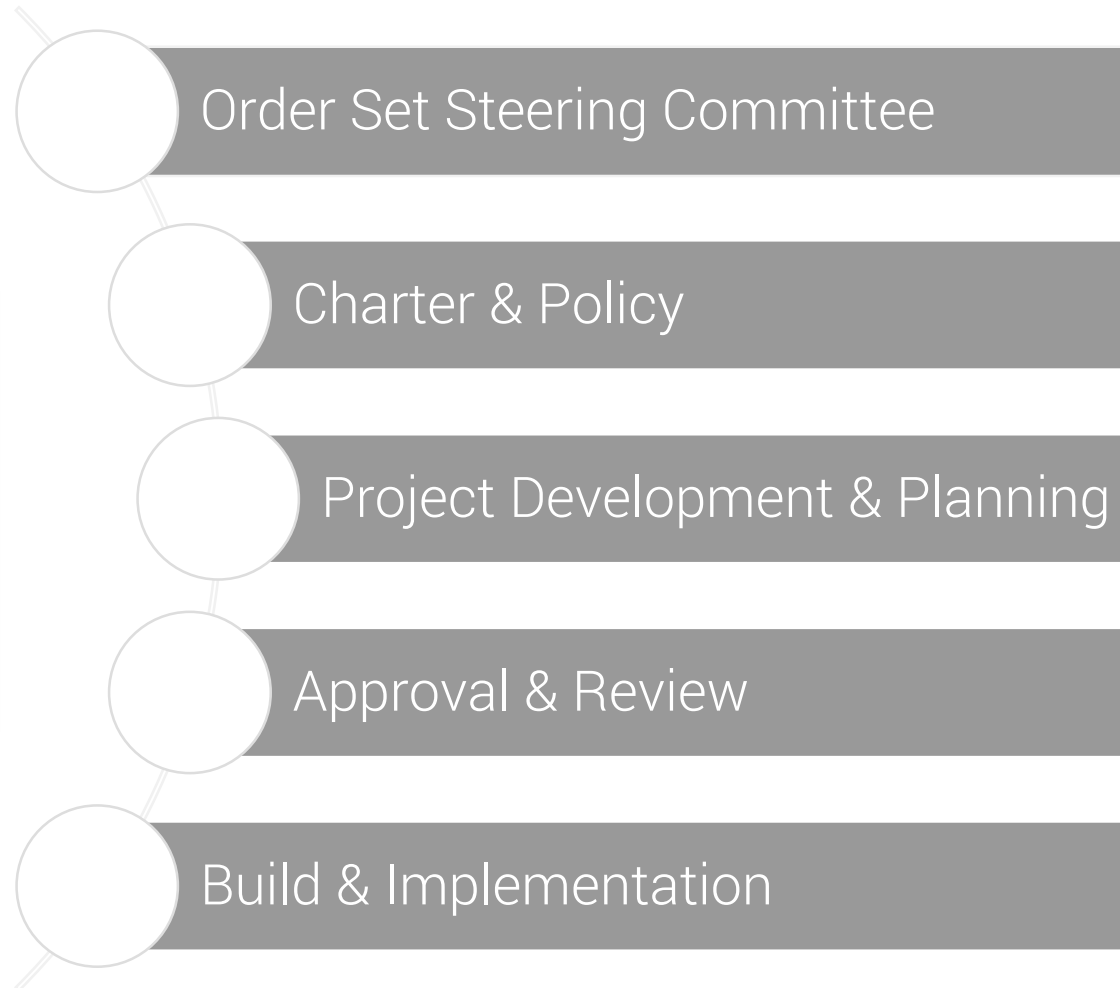 Order Set Steering Committee
Charter & Policy
Project Development & Planning
Approval & Review
Build & Implementation